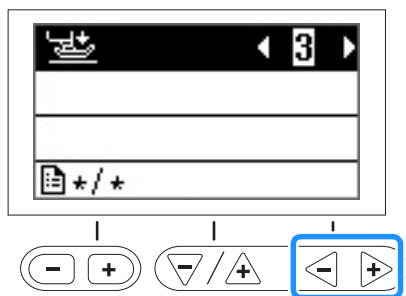 3
*/*
- + -/+ - +